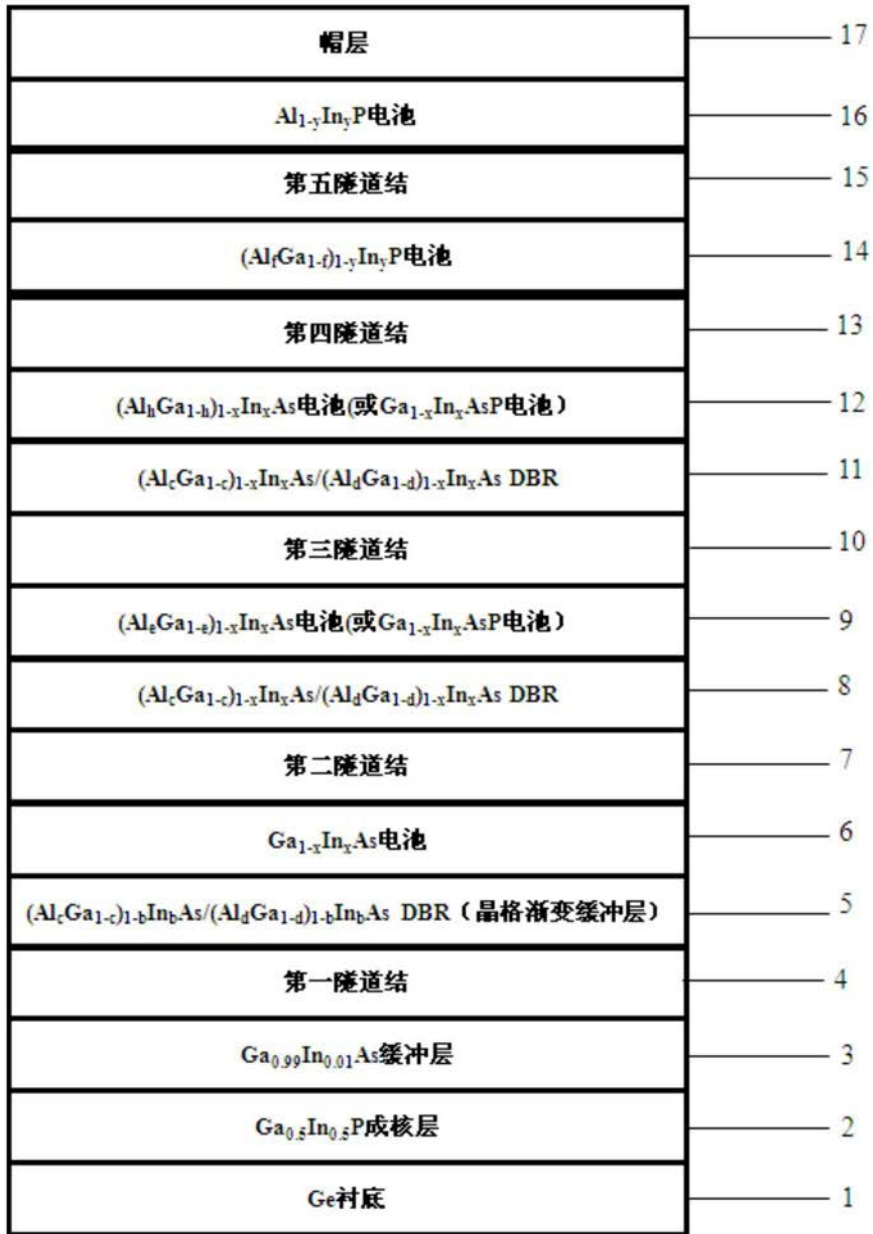 帽层 17
Al₁₋yInyP电池 16
第五隧道结 15
(AlfGa₁₋f)₁₋yInyP电池 14
第四隧道结 13
(AlhGa₁₋h)₁₋xInxAs电池(或Ga₁₋xInxAsP电池） 12
(AlcGa₁₋c)₁₋xInxAs/(AldGa₁₋d)₁₋xInxAs DBR 11
第三隧道结 10
(AleGa₁₋e)₁₋xInxAs电池(或Ga₁₋xInxAsP电池） 9
(AlcGa₁₋c)₁₋xInxAs/(AldGa₁₋d)₁₋xInxAs DBR 8
第二隧道结 7
Ga₁₋xInxAs电池 6
(AlcGa₁₋c)₁₋bInbAs/(AldGa₁₋d)₁₋bInbAs DBR（晶格渐变缓冲层） 5
第一隧道结 4
Ga₀.₉₉In₀.₀₁As缓冲层 3
Ga₀.₅In₀.₅P成核层 2
Ge衬底 1